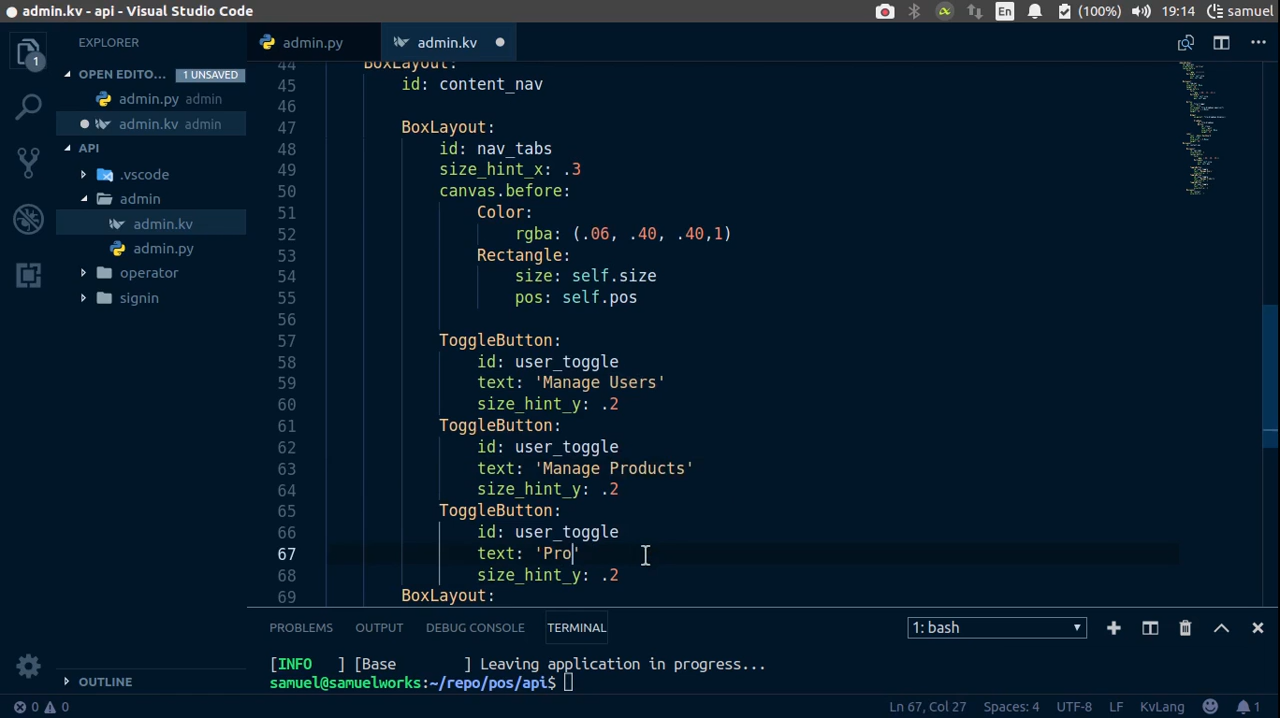 admin.kv - api - Visual Studio Code
En
(100%)
19:14
samuel
EXPLORER
admin.py
admin.kv
OPEN EDITO...
1 UNSAVED
admin.py admin
admin.kv admin
API
.vscode
admin
admin.kv
admin.py
operator
signin
OUTLINE
1
44 BoxLayout:
45 id: content_nav
46
47 BoxLayout:
48 id: nav_tabs
49 size_hint_x: .3
50 canvas.before:
51 Color:
52 rgba: (.06, .40, .40,1)
53 Rectangle:
54 size: self.size
55 pos: self.pos
56
57 ToggleButton:
58 id: user_toggle
59 text: 'Manage Users'
60 size_hint_y: .2
61 ToggleButton:
62 id: user_toggle
63 text: 'Manage Products'
64 size_hint_y: .2
65 ToggleButton:
66 id: user_toggle
67 text: 'Pro'
68 size_hint_y: .2
69 BoxLayout:
PROBLEMS OUTPUT DEBUG CONSOLE TERMINAL
1: bash
[INFO   ] [Base        ] Leaving application in progress...
samuel@samuelworks:~/repo/pos/api$
0 0
Ln 67, Col 27 Spaces: 4 UTF-8 LF KvLang 1